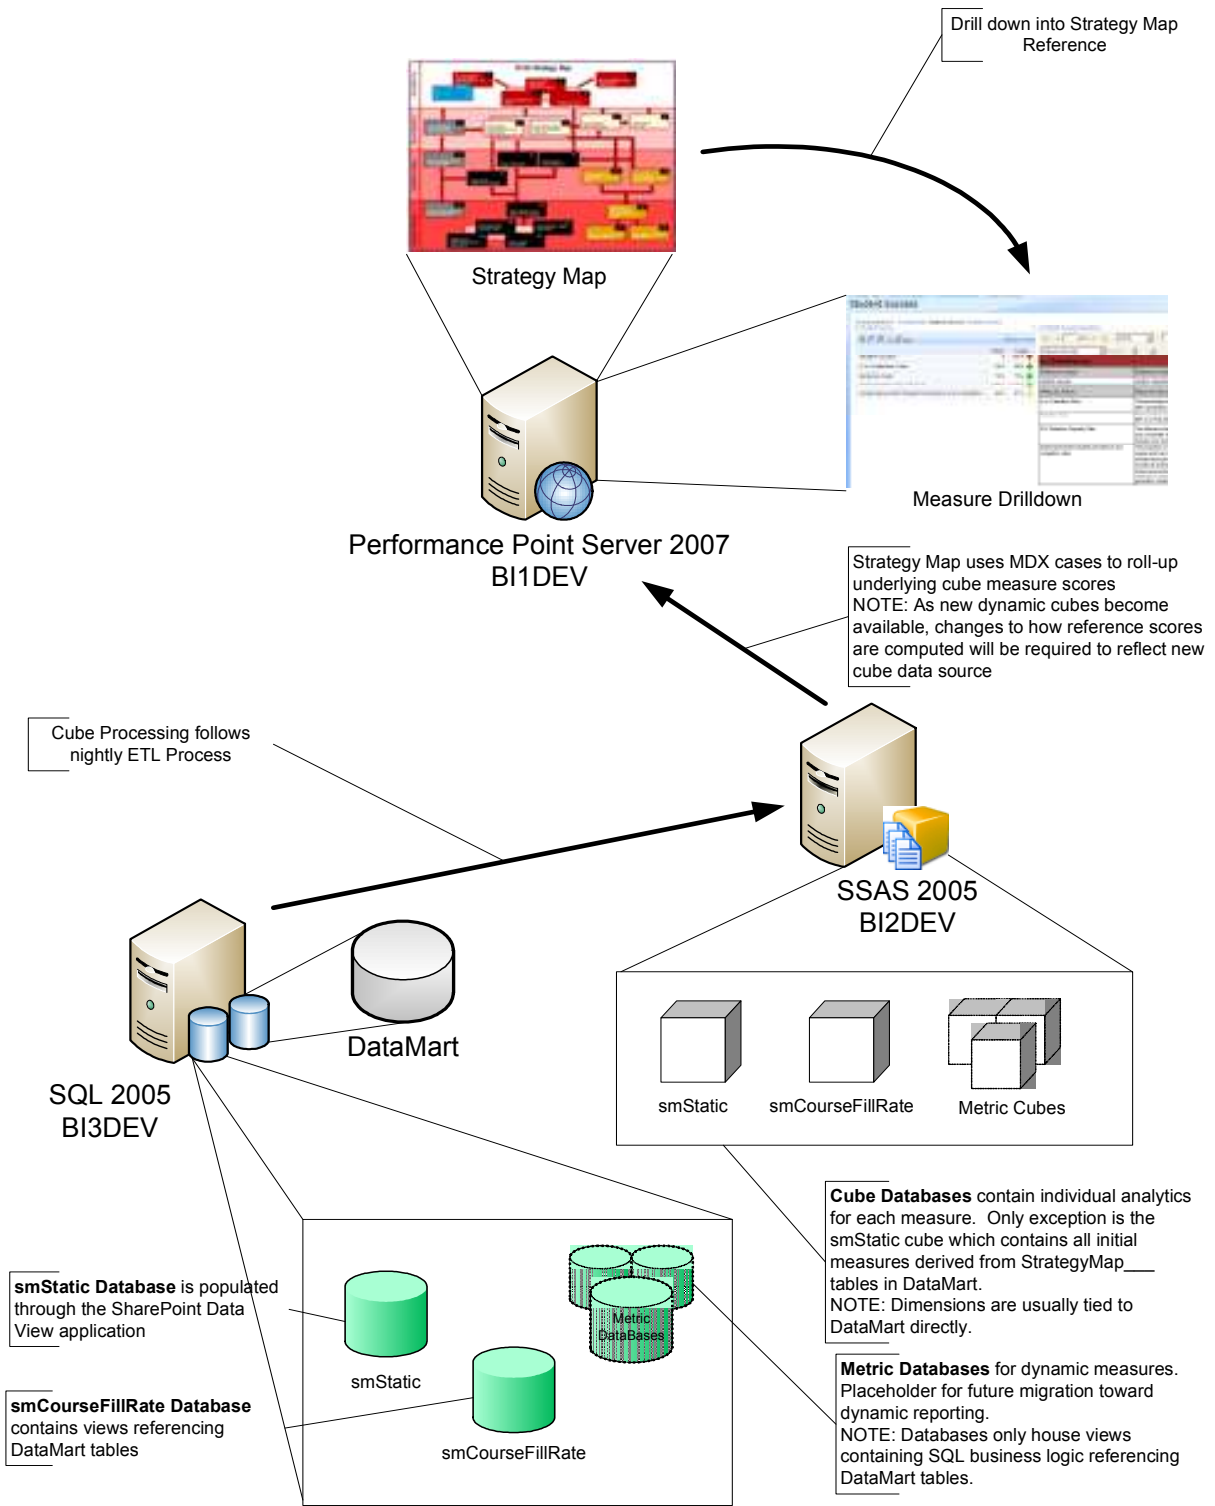 Drill down into Strategy Map
Reference
Strategy Map
Measure Drilldown
Performance Point Server 2007
BI1DEV
Strategy Map uses MDX cases to roll-up
underlying cube measure scores
NOTE: As new dynamic cubes become
available, changes to how reference scores
are computed will be required to reflect new
cube data source
Cube Processing follows
nightly ETL Process
SSAS 2005
BI2DEV
DataMart
SQL 2005
BI3DEV
smStatic
smCourseFillRate
Metric Cubes
Cube Databases contain individual analytics
for each measure. Only exception is the
smStatic cube which contains all initial
measures derived from StrategyMap___
tables in DataMart.
NOTE: Dimensions are usually tied to
DataMart directly.
smStatic Database is populated
through the SharePoint Data
View application
Metric
DataBases
smStatic
smCourseFillRate
smCourseFillRate Database
contains views referencing
DataMart tables
Metric Databases for dynamic measures.
Placeholder for future migration toward
dynamic reporting.
NOTE: Databases only house views
containing SQL business logic referencing
DataMart tables.